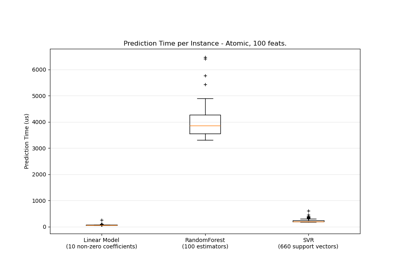 Prediction Time per Instance - Atomic, 100 feats.
Prediction Time (us)
6000
5000
4000
3000
2000
1000
0
Linear Model
(10 non-zero coefficients)
RandomForest
(100 estimators)
SVR
(660 support vectors)